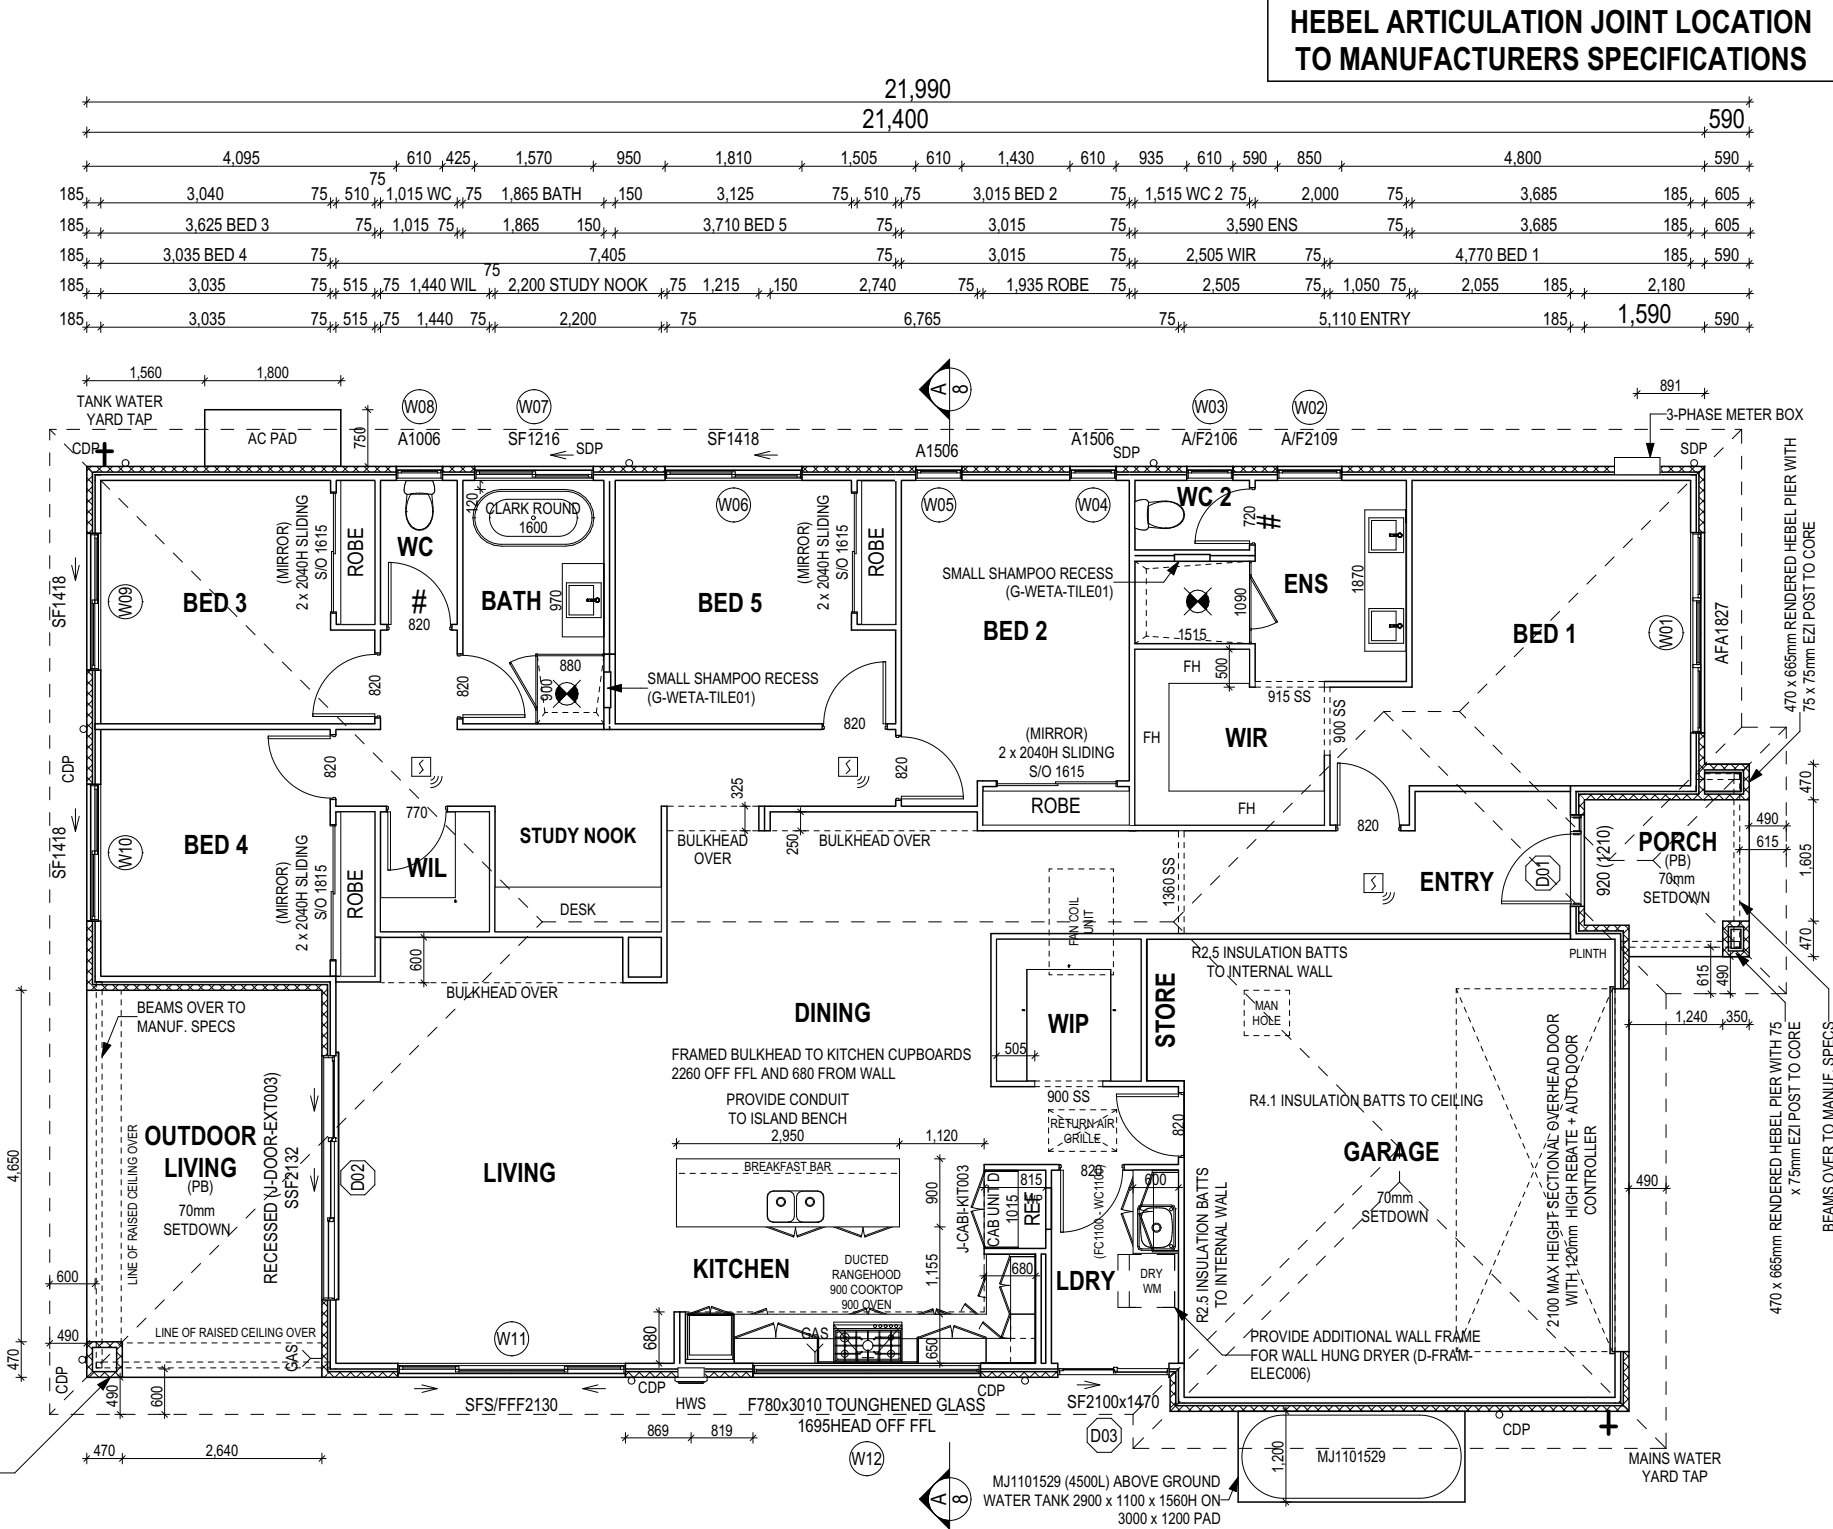 HEBEL ARTICULATION JOINT LOCATION
TO MANUFACTURERS SPECIFICATIONS
21,990
21,400 590
4,095 610 425 1,570 950 1,810 1,505 610 1,430 610 935 610 590 850 4,800 590
75
185 3,040 75 510 1,015 WC 75 1,865 BATH 150 3,125 75 510 75 3,015 BED 2 75 1,515 WC 2 75 2,000 75 3,685 185 605
185 3,625 BED 3 75 1,015 75 1,865 150 3,710 BED 5 75 3,015 75 3,590 ENS 75 3,685 185 605
185 3,035 BED 4 75 7,405 75 3,015 75 2,505 WIR 75 4,770 BED 1 185 590
75
185 3,035 75 515 75 1,440 WIL 2,200 STUDY NOOK 75 1,215 150 2,740 75 1,935 ROBE 75 2,505 75 1,050 75 2,055 185 2,180
185 3,035 75 515 75 1,440 75 2,200 75 6,765 75 5,110 ENTRY 185 1,590 590
1,560 1,800
891
TANK WATER
YARD TAP
AC PAD
750
CDP
W08
A1006
W07
SF1216
SDP
SF1418
A
8
A1506
A1506
SDP
W03
A/F2106
W02
A/F2109
3-PHASE METER BOX
SDP
470 x 665mm RENDERED HEBEL PIER WITH
75 x 75mm EZI POST TO CORE
120
CLARK ROUND
1600
W06
W05
W04
WC 2
720
#
(MIRROR)
2 x 2040H SLIDING
S/O 1615
ROBE
WC
#
820
BATH
970
BED 3
W09
SF1418
BED 5
(MIRROR)
2 x 2040H SLIDING
S/O 1615
ROBE
BED 2
SMALL SHAMPOO RECESS
(G-WETA-TILE01)
1090
1515
ENS
1870
BED 1
W01
AFA1827
820
820
880
900
SMALL SHAMPOO RECESS
(G-WETA-TILE01)
820
FH
500
915 SS
900 SS
FH
WIR
FH
(MIRROR)
2 x 2040H SLIDING
S/O 1615
ROBE
CDP
820
820
770
325
250
BULKHEAD
OVER
BULKHEAD OVER
820
470
490
615
1,605
470
STUDY NOOK
DESK
SF1418
W10
BED 4
(MIRROR)
2 x 2040H SLIDING
S/O 1815
ROBE
WIL
1360 SS
FAN COIL
UNIT
ENTRY
D01
920 (1210)
PORCH
(PB)
70mm
SETDOWN
600
BULKHEAD OVER
DINING
R2.5 INSULATION BATTS
TO INTERNAL WALL
PLINTH
615
490
MAN
HOLE
STORE
WIP
505
900 SS
1,240 350
BEAMS OVER TO
MANUF. SPECS
FRAMED BULKHEAD TO KITCHEN CUPBOARDS
2260 OFF FFL AND 680 FROM WALL
PROVIDE CONDUIT
TO ISLAND BENCH
2,950 1,120
RETURN AIR
GRILLE
820
820
R4.1 INSULATION BATTS TO CEILING
GARAGE
70mm
SETDOWN
2100 MAX HEIGHT SECTIONAL OVERHEAD DOOR
WITH 120mm HIGH REBATE + AUTO DOOR
CONTROLLER
490
470 x 665mm RENDERED HEBEL PIER WITH 75
x 75mm EZI POST TO CORE
BEAMS OVER TO MANUF. SPECS
4,650
LINE OF RAISED CEILING OVER
OUTDOOR
LIVING
(PB)
70mm
SETDOWN
RECESSED (J-DOOR-EXT003)
SSF2132
D02
LIVING
BREAKFAST BAR
900
J-CABI-KIT003
CAB UNIT D
1015
815
REF
(FC1100 - WC1100)
600
R2.5 INSULATION BATTS
TO INTERNAL WALL
KITCHEN
DUCTED
RANGEHOOD
900 COOKTOP
900 OVEN
1,155
680
LDRY
DRY
WM
600
LINE OF RAISED CEILING OVER
GAS
W11
680
GAS
650
PROVIDE ADDITIONAL WALL FRAME
FOR WALL HUNG DRYER (D-FRAM-
ELEC006)
490
470
CDP
490
600
SFS/FFF2130
CDP
HWS
F780x3010 TOUNGHENED GLASS
1695HEAD OFF FFL
CDP
SF2100x1470
D03
CDP
869 819
W12
470 2,640
A
8
1,200
MJ1101529
MJ1101529 (4500L) ABOVE GROUND
WATER TANK 2900 x 1100 x 1560H ON
3000 x 1200 PAD
MAINS WATER
YARD TAP